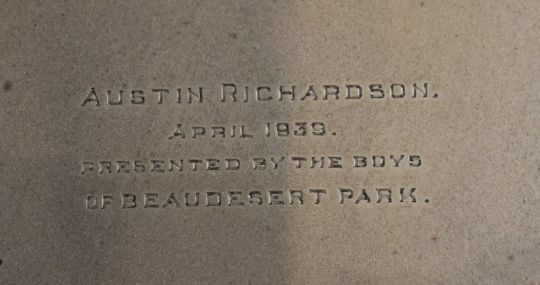 AUSTIN RICHARDSON.
APRIL 1939.
PRESENTED BY THE BOYS
OF BEAUDESERT PARK.